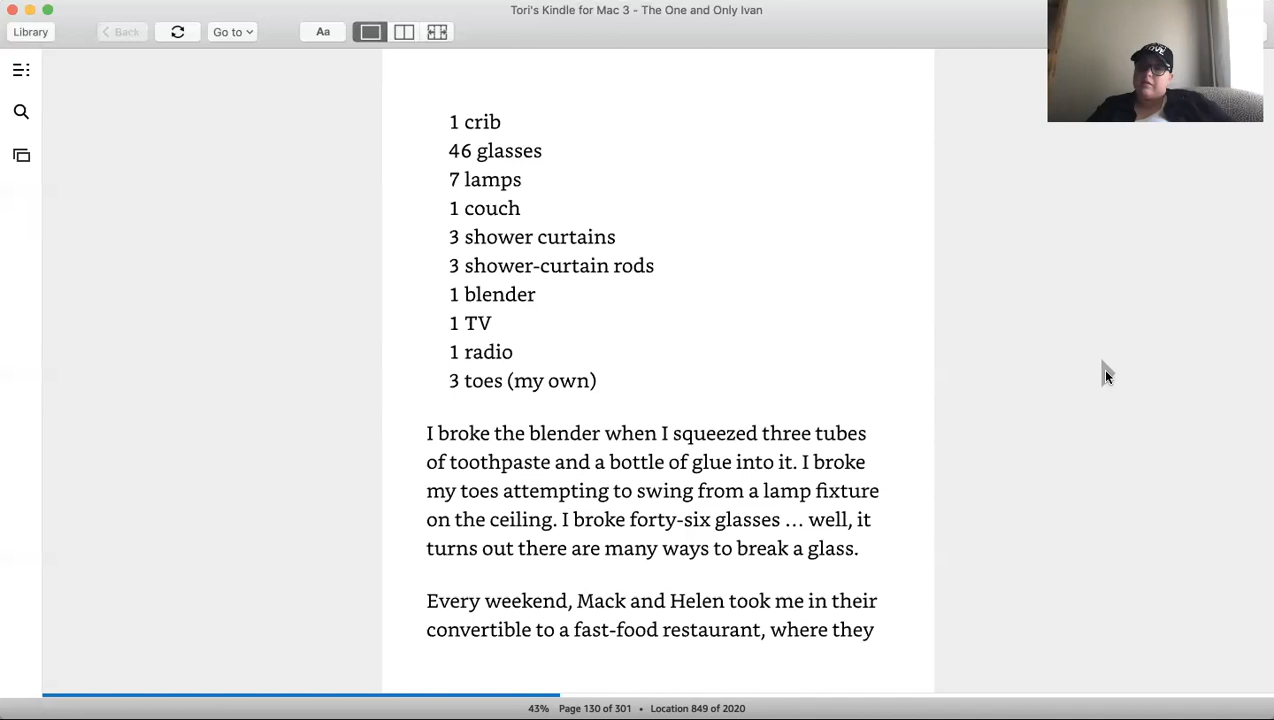 Tori's Kindle for Mac 3 - The One and Only Ivan
Library
Back
Go to
Aa
LOVE
1 crib
46 glasses
7 lamps
1 couch
3 shower curtains
3 shower-curtain rods
1 blender
1 TV
1 radio
3 toes (my own)
I broke the blender when I squeezed three tubes
of toothpaste and a bottle of glue into it. I broke
my toes attempting to swing from a lamp fixture
on the ceiling. I broke forty-six glasses … well, it
turns out there are many ways to break a glass.
Every weekend, Mack and Helen took me in their
convertible to a fast-food restaurant, where they
43% Page 130 of 301 • Location 849 of 2020